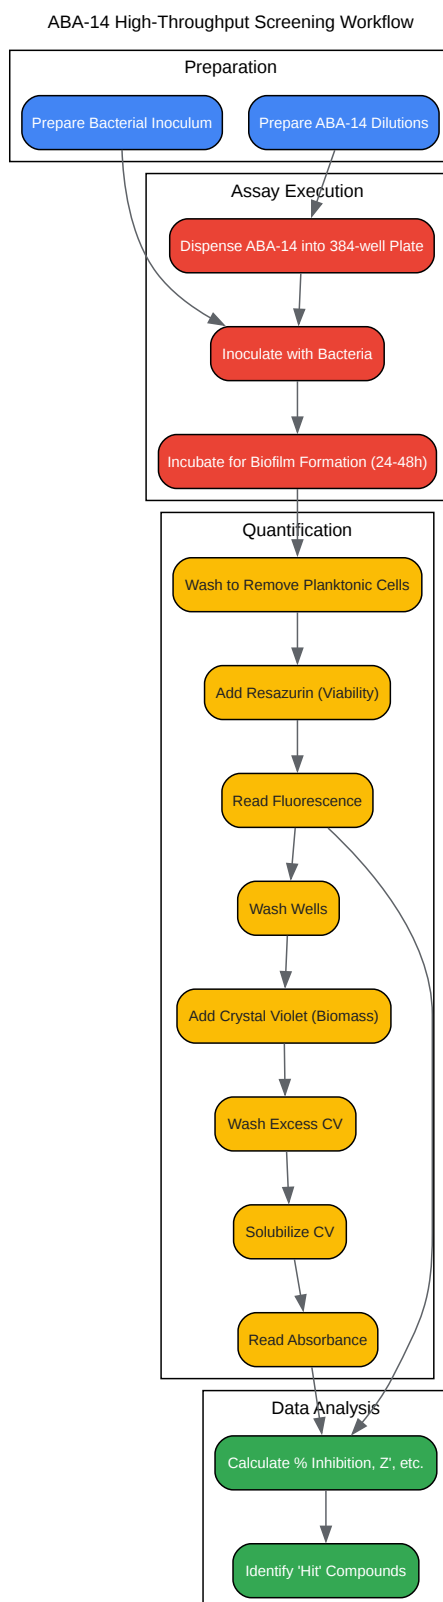 ABA-14 High-Throughput Screening Workflow
Preparation
Prepare Bacterial Inoculum
Prepare ABA-14 Dilutions
Assay Execution
Dispense ABA-14 into 384-well Plate
Inoculate with Bacteria
Incubate for Biofilm Formation (24-48h)
Quantification
Wash to Remove Planktonic Cells
Add Resazurin (Viability)
Read Fluorescence
Wash Wells
Add Crystal Violet (Biomass)
Wash Excess CV
Solubilize CV
Read Absorbance
Data Analysis
Calculate % Inhibition, Z', etc.
Identify 'Hit' Compounds